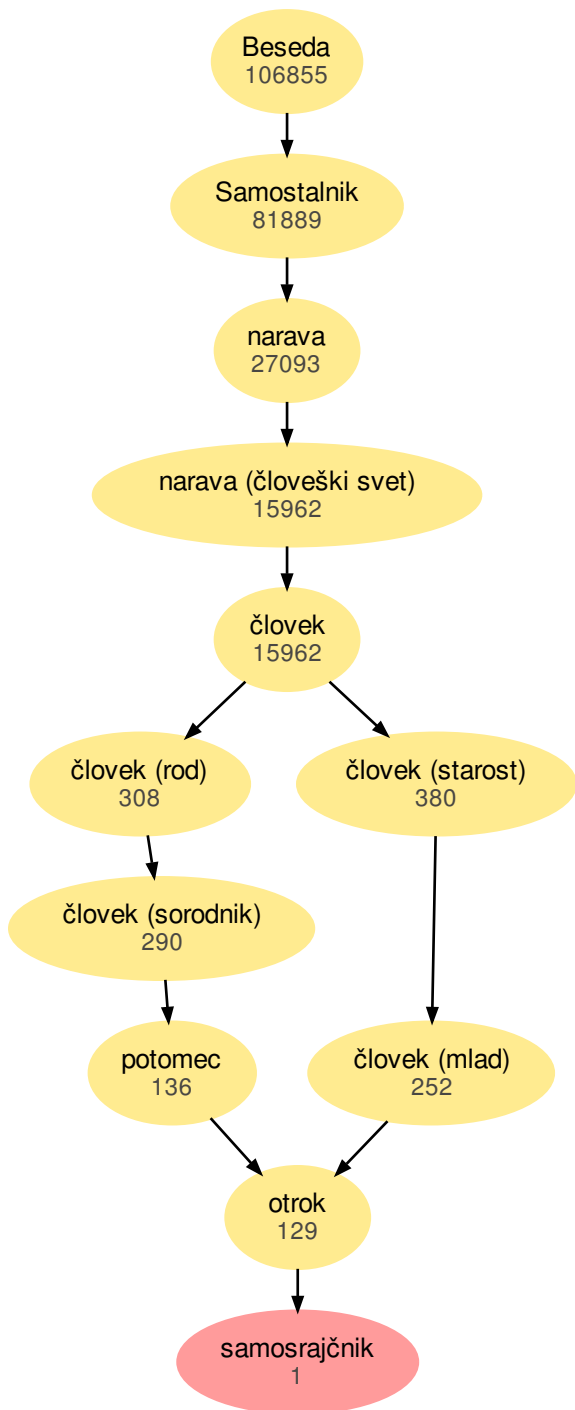 Beseda
106855
Samostalnik
81889
narava
27093
narava (človeški svet)
15962
človek
15962
človek (rod)
308
človek (starost)
380
človek (sorodnik)
290
potomec
136
človek (mlad)
252
otrok
129
samosrajčnik
1